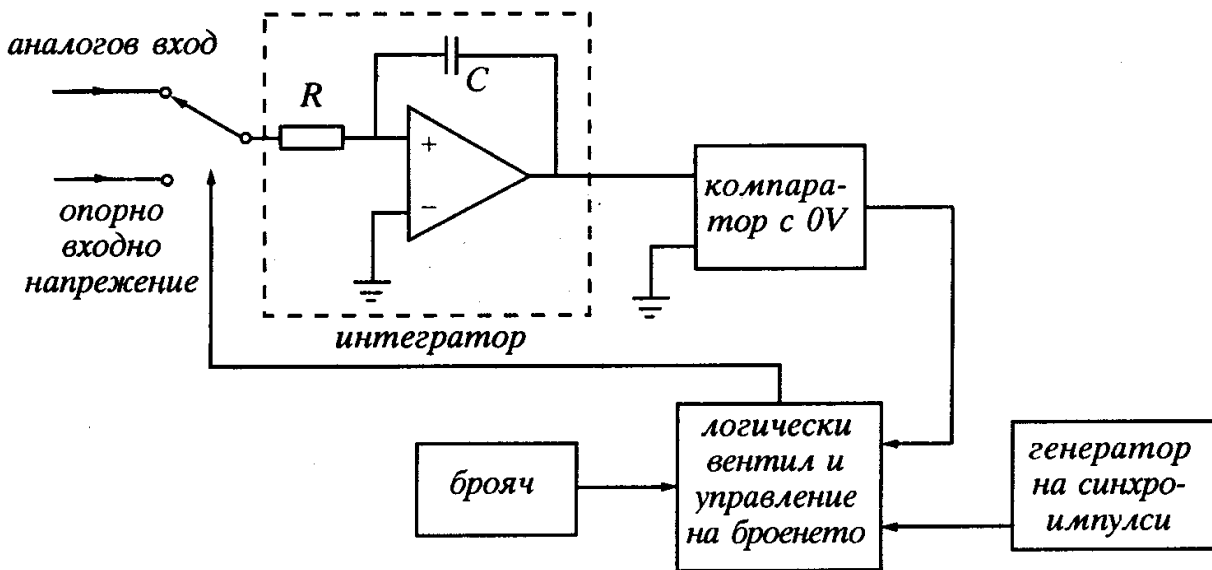 аналогов вход
R
C
+
−
опорно
входно
напрежение
интегратор
компара-
тор с 0V
брояч
логически
вентил и
управление
на броенето
генератор
на синхро-
импулси